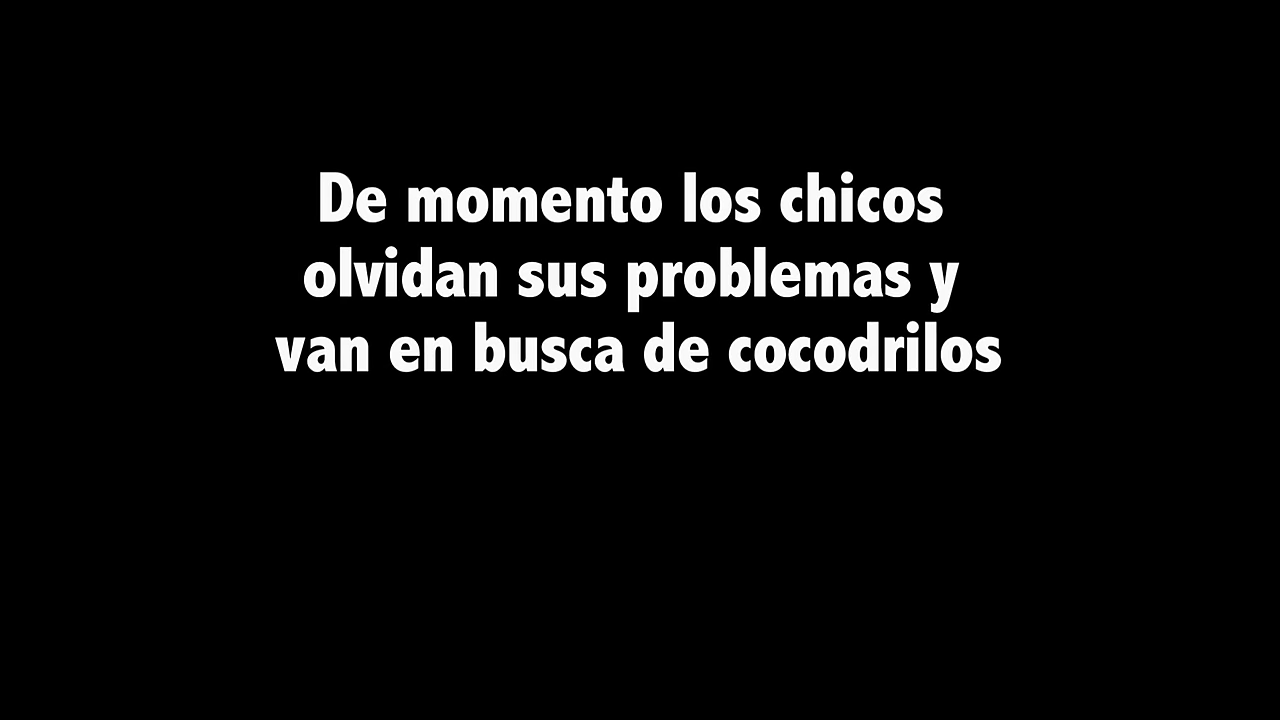 De momento los chicos
olvidan sus problemas y
van en busca de cocodrilos